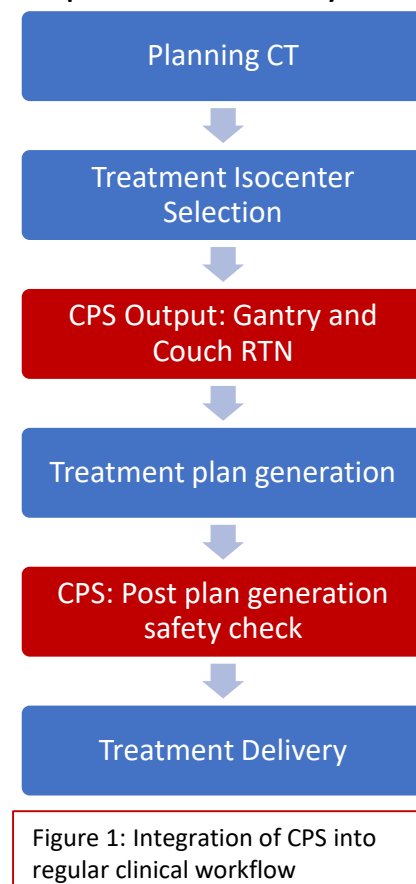 Planning CT
Treatment Isocenter
Selection
CPS Output: Gantry and
Couch RTN
Treatment plan generation
CPS: Post plan generation
safety check
Treatment Delivery
Figure 1: Integration of CPS into
regular clinical workflow